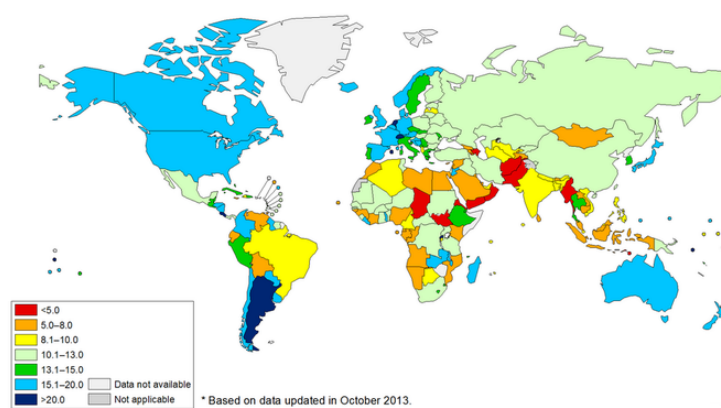 <5.0
5.0–8.0
8.1–10.0
10.1–13.0
13.1–15.0
15.1–20.0
>20.0
Data not available
Not applicable
* Based on data updated in October 2013.